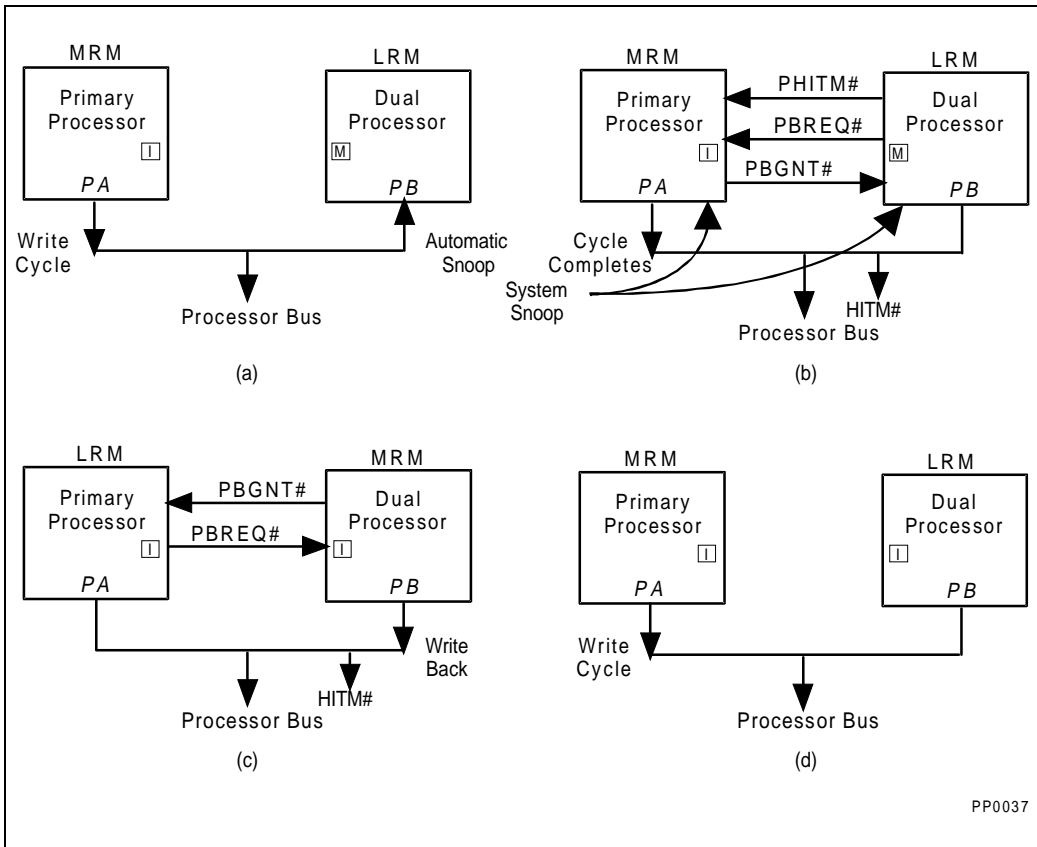 MRM
Primary
Processor
I
PA
Write
Cycle
LRM
Dual
Processor
M
PB
Automatic
Snoop
Processor Bus
(a)
MRM
Primary
Processor
I
PA
PHITM#
PBREQ#
PBGNT#
LRM
Dual
Processor
M
PB
Cycle
Completes
System
Snoop
HITM#
Processor Bus
(b)
LRM
Primary
Processor
I
PA
PBGNT#
PBREQ#
MRM
Dual
Processor
I
PB
Write
Back
HITM#
Processor Bus
(c)
MRM
Primary
Processor
I
PA
Write
Cycle
LRM
Dual
Processor
I
PB
Processor Bus
(d)
PP0037